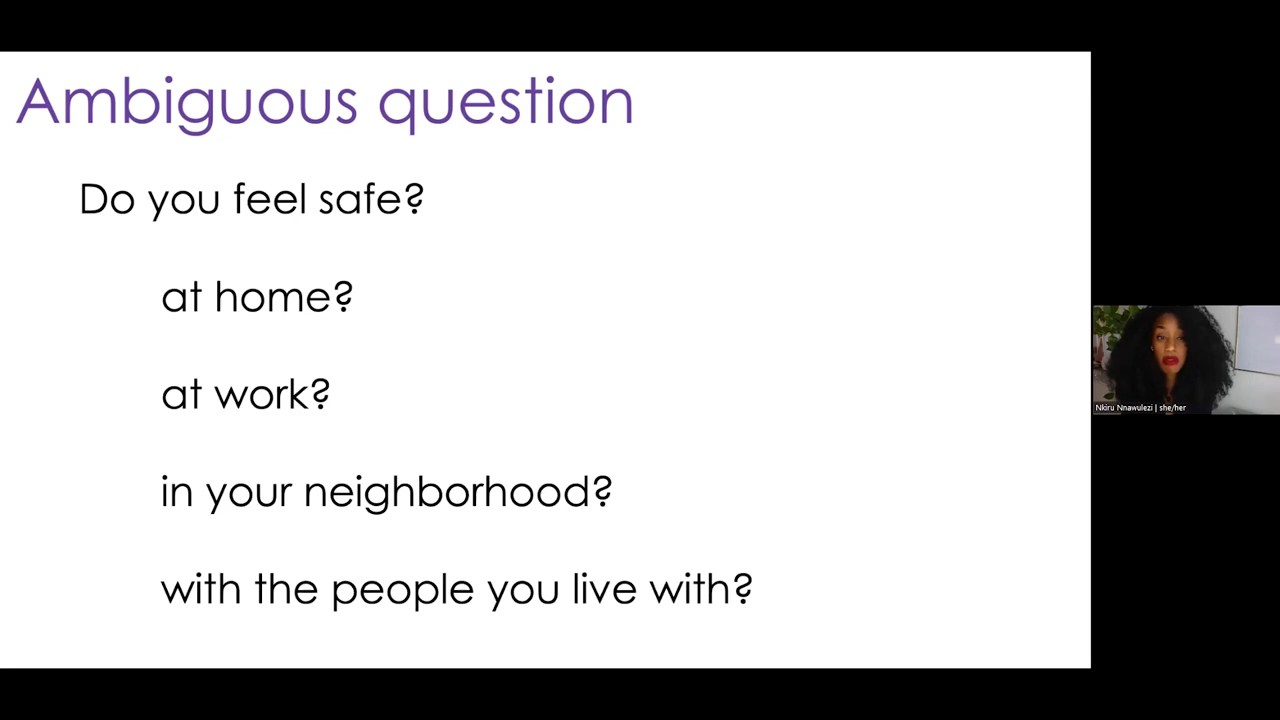 Ambiguous question
Do you feel safe?
at home?
at work?
in your neighborhood?
with the people you live with?
Nkiru Nnawulezi | she/her